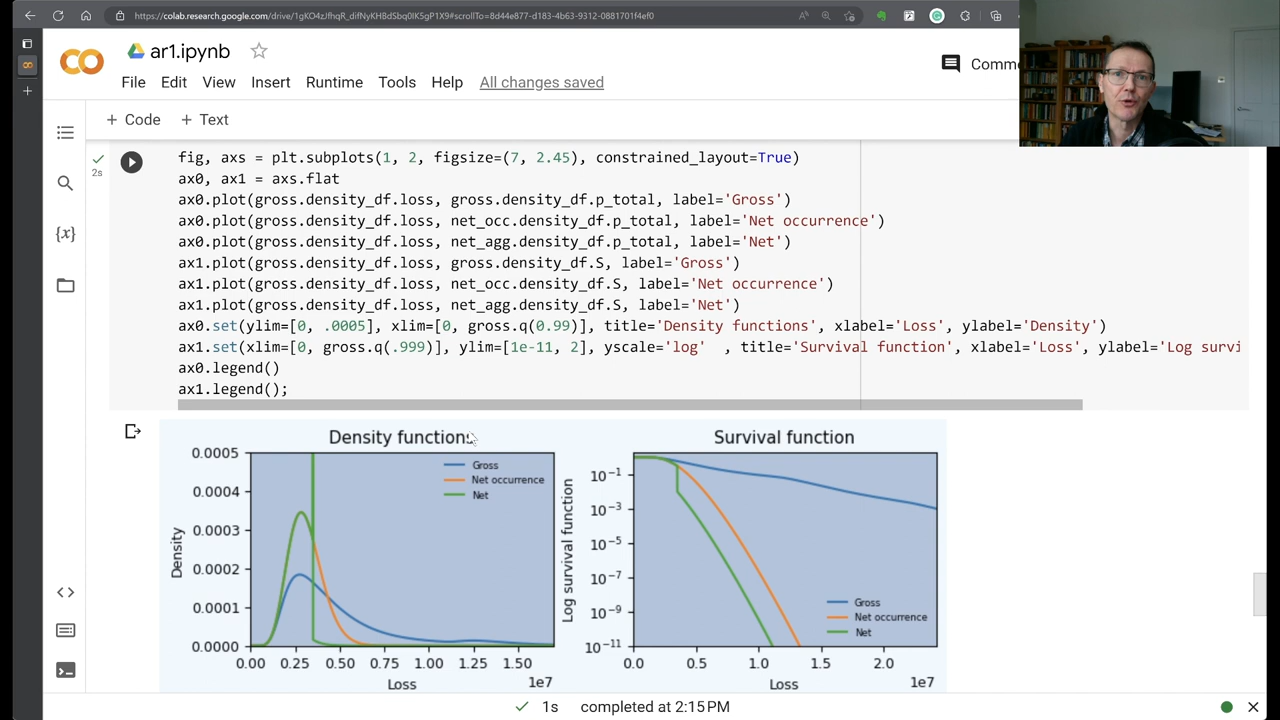 https://colab.research.google.com/drive/1gKO4zJfhqR_difNyKHBdSbq0IKSgP1X9#scrollTo=8d44e877-d183-4b63-9312-0881701f4ef0
ar1.ipynb
File Edit View Insert Runtime Tools Help All changes saved
Comme
+ Code + Text
2s
fig, axs = plt.subplots(1, 2, figsize=(7, 2.45), constrained_layout=True)
ax0, ax1 = axs.flat
ax0.plot(gross.density_df.loss, gross.density_df.p_total, label='Gross')
ax0.plot(gross.density_df.loss, net_occ.density_df.p_total, label='Net occurrence')
ax0.plot(gross.density_df.loss, net_agg.density_df.p_total, label='Net')
ax1.plot(gross.density_df.loss, gross.density_df.S, label='Gross')
ax1.plot(gross.density_df.loss, net_occ.density_df.S, label='Net occurrence')
ax1.plot(gross.density_df.loss, net_agg.density_df.S, label='Net')
ax0.set(ylim=[0, .0005], xlim=[0, gross.q(0.99)], title='Density functions', xlabel='Loss', ylabel='Density')
ax1.set(xlim=[0, gross.q(.999)], ylim=[1e-11, 2], yscale='log' , title='Survival function', xlabel='Loss', ylabel='Log survi
ax0.legend()
ax1.legend();
Density functions
0.0005
0.0004
0.0003
0.0002
0.0001
0.0000
Density
Gross
Net occurrence
Net
0.00 0.25 0.50 0.75 1.00 1.25 1.50
1e7
Loss
Survival function
10⁻¹
10⁻³
10⁻⁵
10⁻⁷
10⁻⁹
10⁻¹¹
Log survival function
Gross
Net occurrence
Net
0.0 0.5 1.0 1.5 2.0
1e7
Loss
1s completed at 2:15 PM